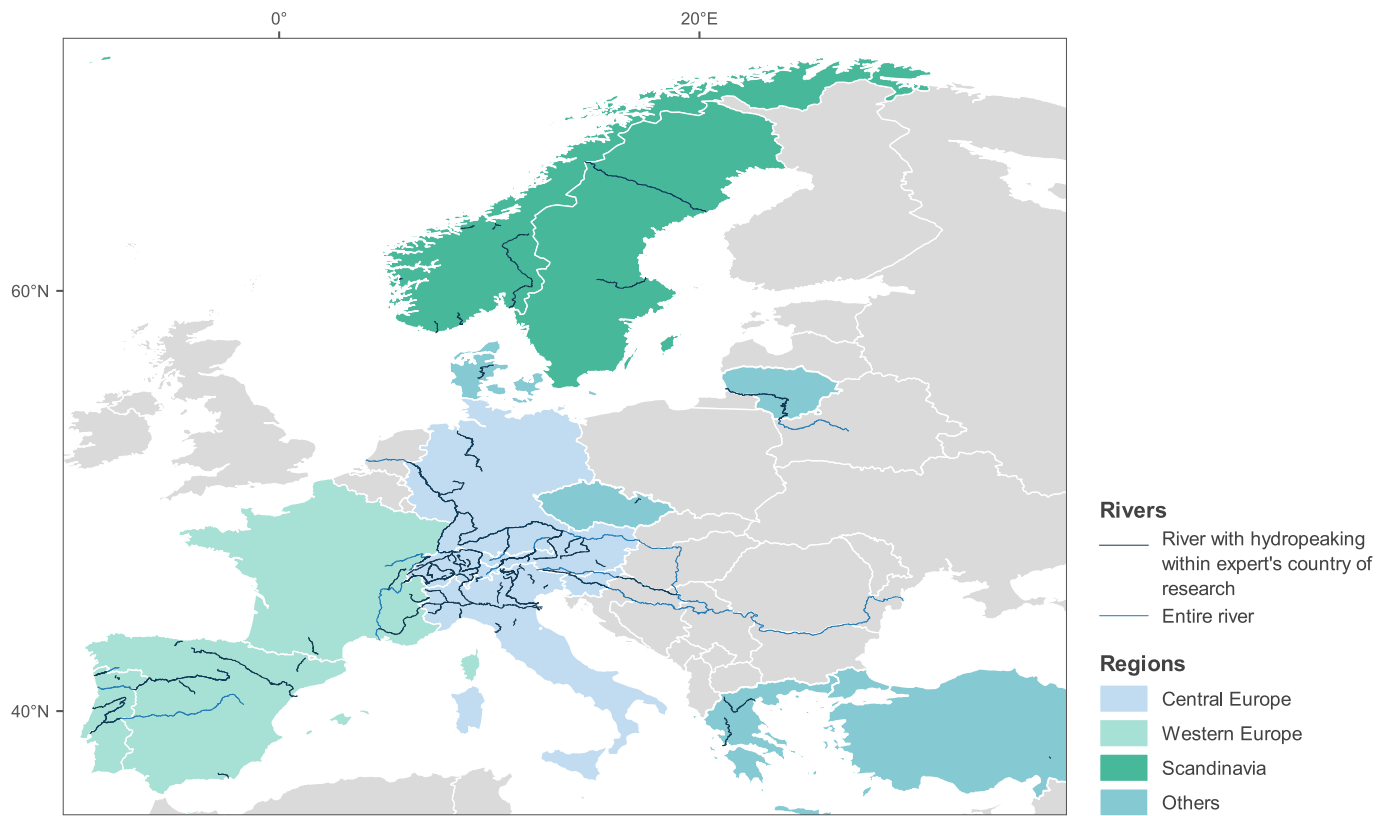 0°
20°E
60°N
40°N
Rivers
River with hydropeaking
within expert's country of
research
Entire river
Regions
Central Europe
Western Europe
Scandinavia
Others